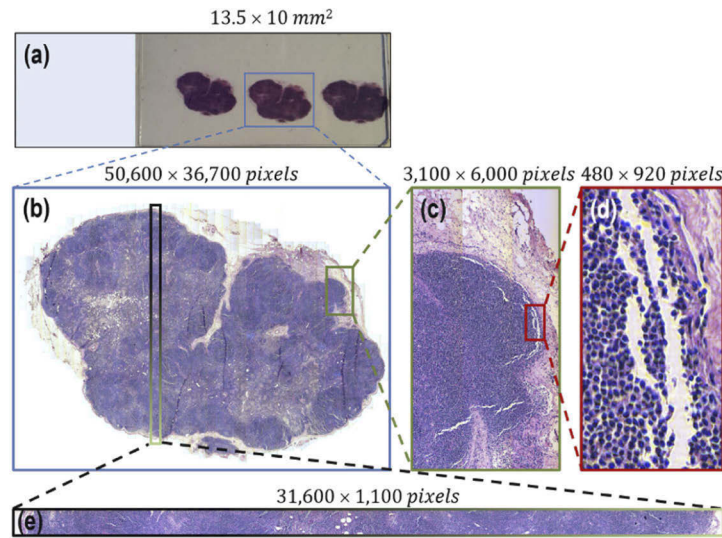 13.5 × 10 mm²
(a)
50,600 × 36,700 pixels
3,100 × 6,000 pixels
480 × 920 pixels
(b)
(c)
(d)
31,600 × 1,100 pixels
(e)